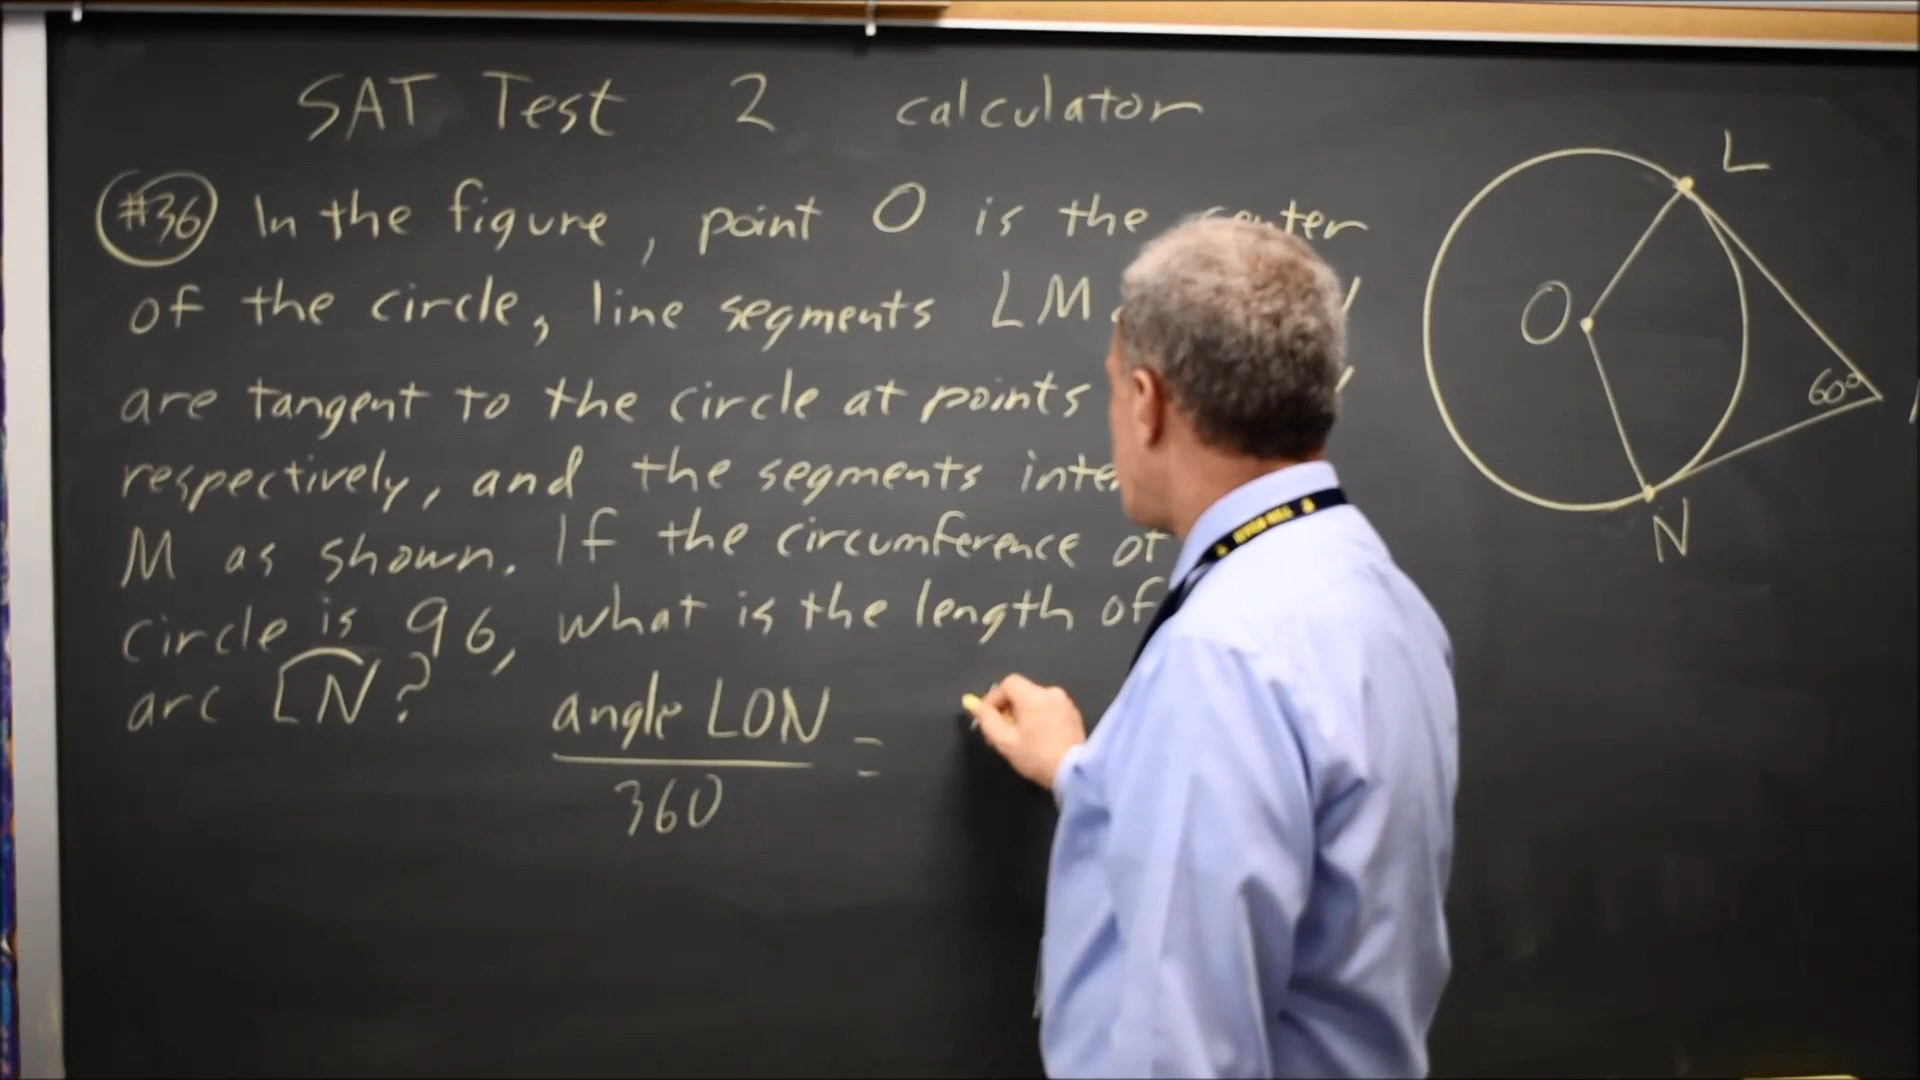 SAT Test 2 calculator
#36 In the figure, point O is the center
of the circle, line segments LM
are tangent to the circle at points
respectively, and the segments
M as shown. If the circumference of
circle is 96, what is the length of
arc LN?
angle LON
=
360
L
O
60°
N